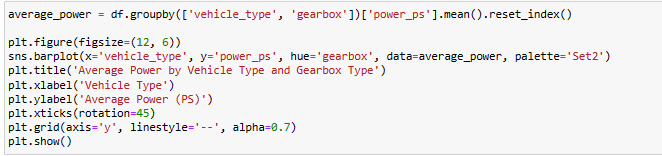 average_power = df.groupby(['vehicle_type', 'gearbox'])['power_ps'].mean().reset_index()
plt.figure(figsize=(12, 6))
sns.barplot(x='vehicle_type', y='power_ps', hue='gearbox', data=average_power, palette='Set2')
plt.title('Average Power by Vehicle Type and Gearbox Type')
plt.xlabel('Vehicle Type')
plt.ylabel('Average Power (PS)')
plt.xticks(rotation=45)
plt.grid(axis='y', linestyle='--', alpha=0.7)
plt.show()